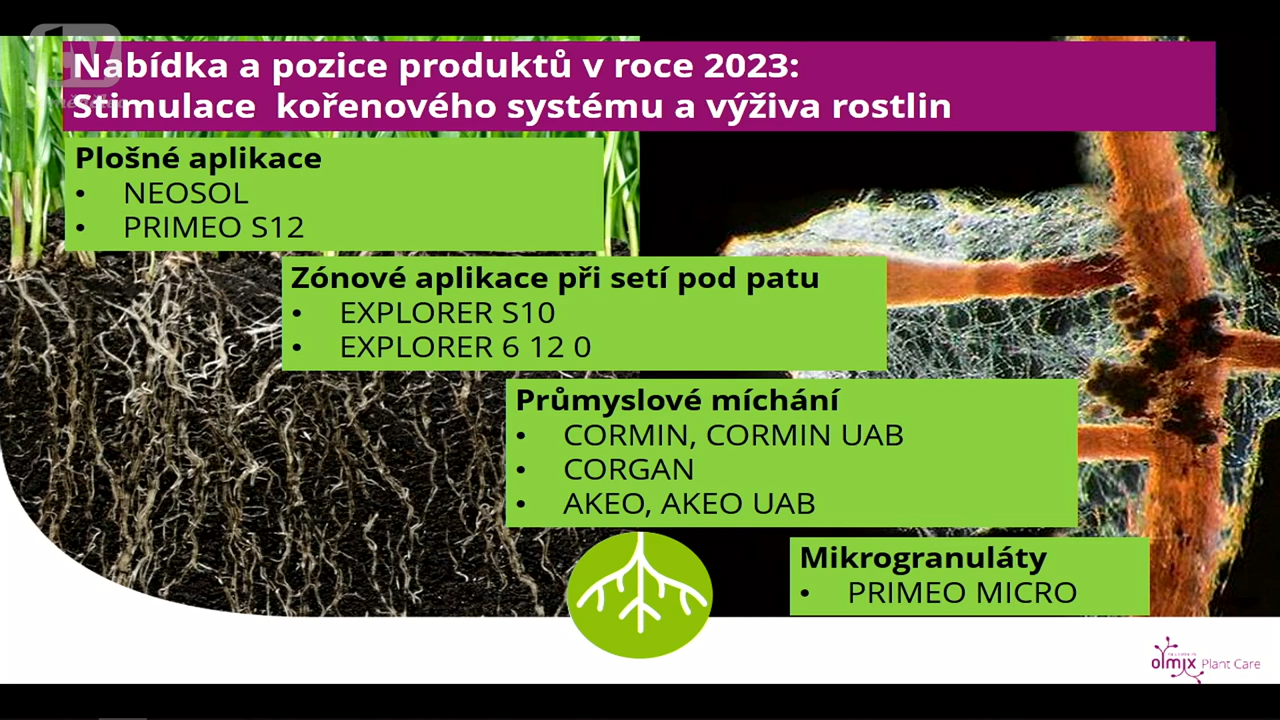 Nabídka a pozice produktů v roce 2023:
Stimulace kořenového systému a výživa rostlin
Plošné aplikace
• NEOSOL
• PRIMEO S12
Zónové aplikace při setí pod patu
• EXPLORER S10
• EXPLORER 6 12 0
Průmyslové míchání
• CORMIN, CORMIN UAB
• CORGAN
• AKEO, AKEO UAB
Mikrogranuláty
• PRIMEO MICRO
olmix Plant Care